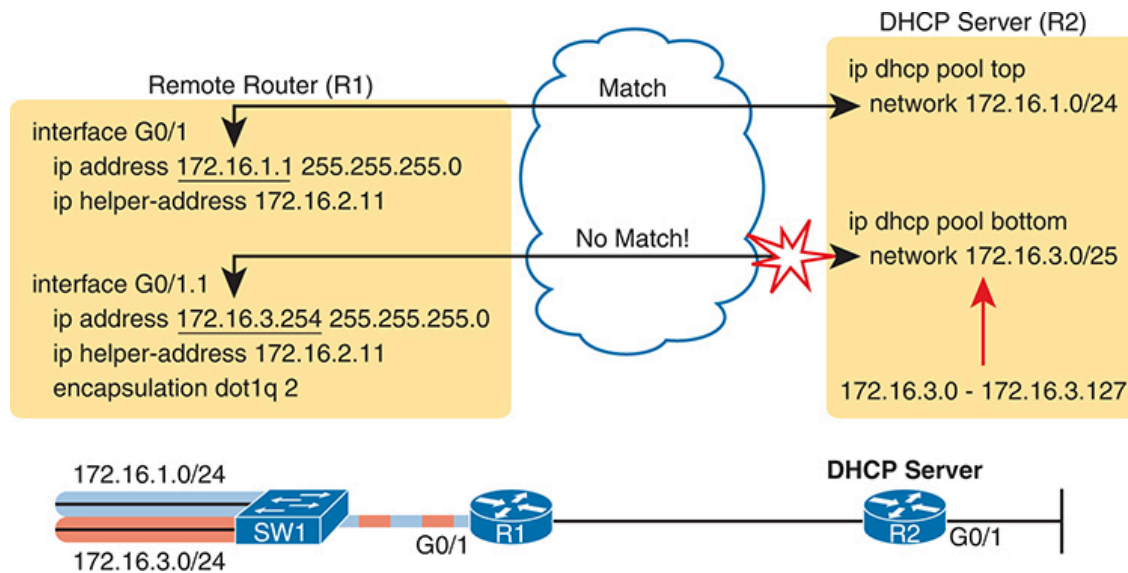 DHCP Server (R2)
Remote Router (R1)
interface G0/1
ip address 172.16.1.1 255.255.255.0
ip helper-address 172.16.2.11
interface G0/1.1
ip address 172.16.3.254 255.255.255.0
ip helper-address 172.16.2.11
encapsulation dot1q 2
Match
No Match!
ip dhcp pool top
network 172.16.1.0/24
ip dhcp pool bottom
network 172.16.3.0/25
172.16.3.0 - 172.16.3.127
172.16.1.0/24
SW1
172.16.3.0/24
G0/1
R1
DHCP Server
R2
G0/1